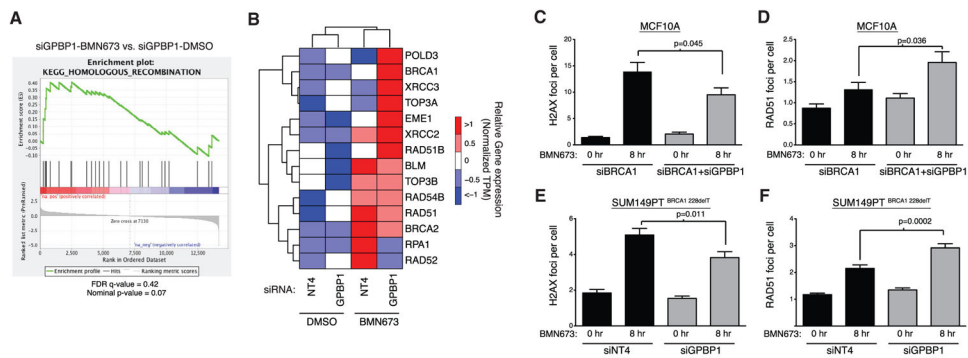 A
siGPBP1-BMN673 vs. siGPBP1-DMSO
Enrichment plot:
KEGG_HOMOLOGOUS_RECOMBINATION
Enrichment score (ES)
0.40
0.35
0.30
0.25
0.20
0.15
0.10
0.05
0.00
-0.05
-0.10
'na_pos' (positively correlated)
Ranked list metric (PreRanked)
2.5
0.0
-2.5
-5.0
Zero cross at 7130
'na_neg' (negatively correlated)
0 2,500 5,000 7,500 10,000 12,500
Rank in Ordered Dataset
Enrichment profile Hits Ranking metric scores
FDR q-value = 0.42
Nominal p-value = 0.07
B
POLD3
BRCA1
XRCC3
TOP3A
EME1
XRCC2
RAD51B
BLM
TOP3B
RAD54B
RAD51
BRCA2
RPA1
RAD52
siRNA: NT4 GPBP1 NT4 GPBP1
DMSO BMN673
>1
0.5
0
−0.5
<−1
Relative Gene expression
(Normalized TPM)
C
MCF10A
p=0.045
H2AX foci per cell
20
15
10
5
0
BMN673: 0 hr 8 hr 0 hr 8 hr
siBRCA1 siBRCA1+siGPBP1
D
MCF10A
p=0.036
RAD51 foci per cell
2.5
2.0
1.5
1.0
0.5
0.0
BMN673: 0 hr 8 hr 0 hr 8 hr
siBRCA1 siBRCA1+siGPBP1
E
SUM149PT BRCA1 228delT
p=0.011
H2AX foci per cell
6
4
2
0
BMN673: 0 hr 8 hr 0 hr 8 hr
siNT4 siGPBP1
F
SUM149PT BRCA1 228delT
p=0.0002
RAD51 foci per cell
5
4
3
2
1
0
BMN673: 0 hr 8 hr 0 hr 8 hr
siNT4 siGPBP1